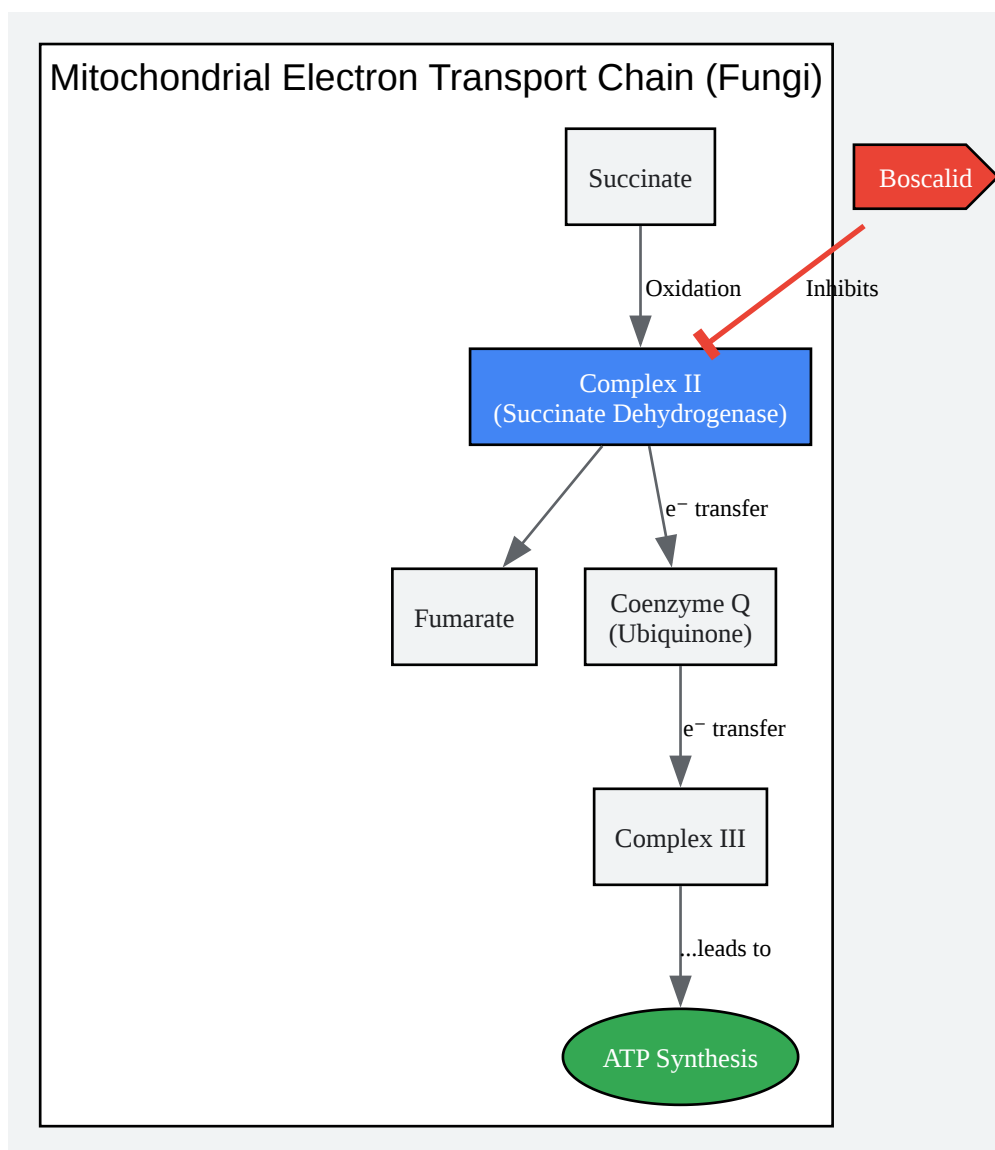 Mitochondrial Electron Transport Chain (Fungi)
Succinate
Boscalid
Oxidation
Inhibits
Complex II
(Succinate Dehydrogenase)
e⁻ transfer
Fumarate
Coenzyme Q
(Ubiquinone)
e⁻ transfer
Complex III
...leads to
ATP Synthesis